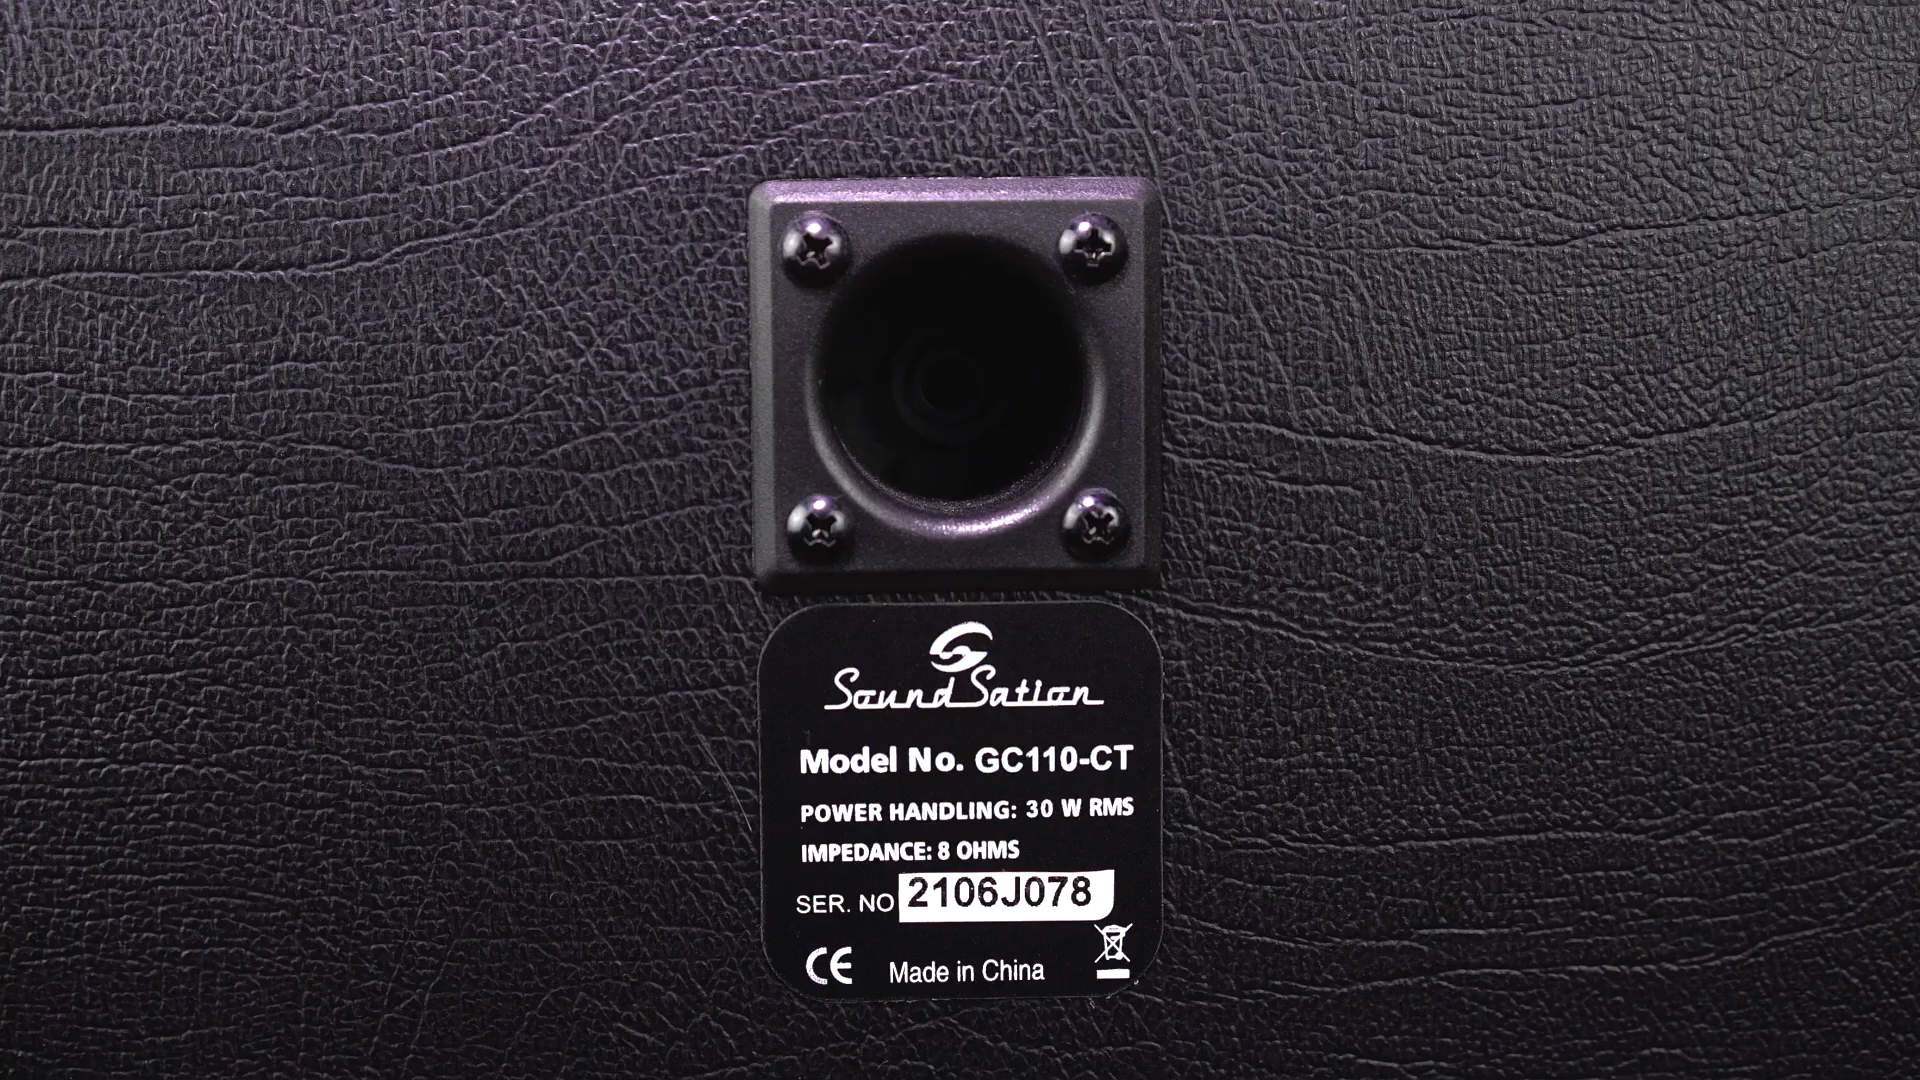 SoundSation
Model No. GC110-CT
POWER HANDLING: 30 W RMS
IMPEDANCE: 8 OHMS
SER. NO 2106J078
CE Made in China